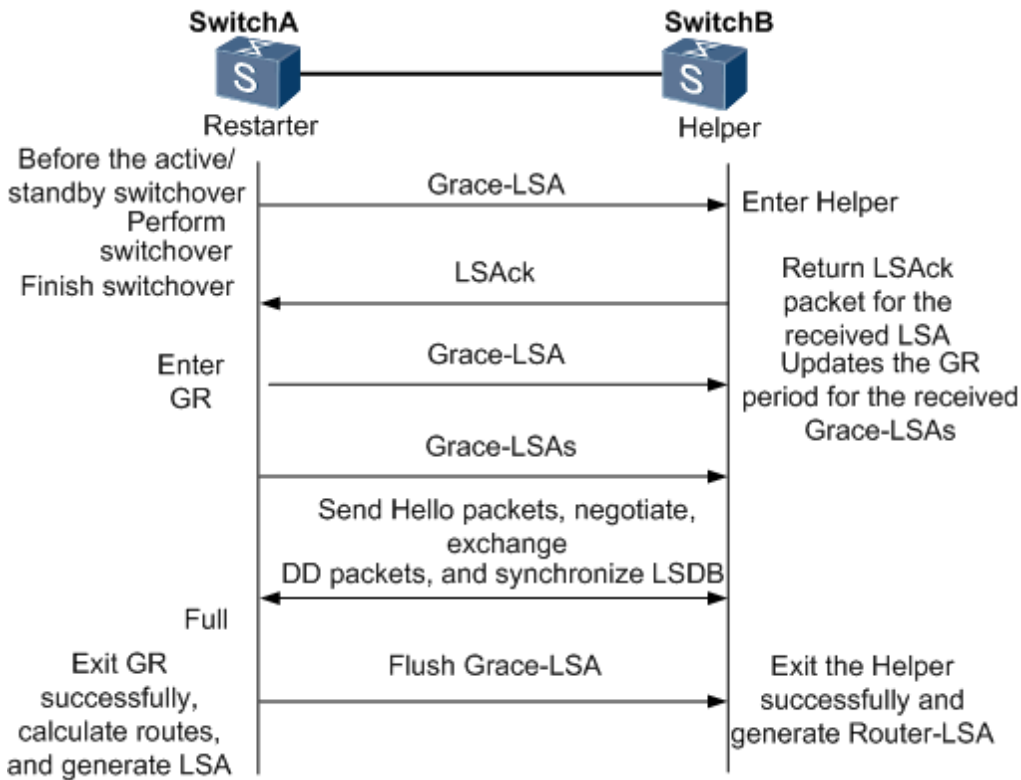 SwitchA
SwitchB
S
S
Restarter
Helper
Before the active/
standby switchover
Perform
switchover
Finish switchover
Grace-LSA
Enter Helper
LSAck
Return LSAck
packet for the
received LSA
Enter
GR
Grace-LSA
Updates the GR
period for the received
Grace-LSAs
Grace-LSAs
Send Hello packets, negotiate,
exchange
DD packets, and synchronize LSDB
Full
Exit GR
successfully,
calculate routes,
and generate LSA
Flush Grace-LSA
Exit the Helper
successfully and
generate Router-LSA